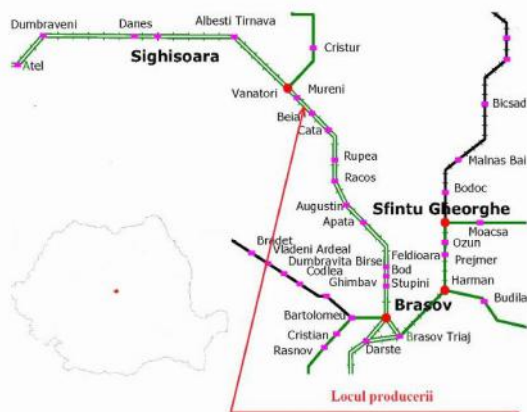 Dumbraveni
Danes
Albesti Tirnava
Atel
Sighisoara
Cristur
Vanatori
Mureni
Beia
Cata
Bicsad
Rupea
Malnas Bai
Racos
Bodoc
Augustin
Sfintu Gheorghe
Apata
Moacsa
Bredet
Ozun
Vladeni Ardeal
Feldioara
Prejmer
Dumbravita Birse
Codlea
Bod
Ghimbav
Stupini
Harman
Budila
Brasov
Bartolomeu
Cristian
Brasov Triaj
Rasnov
Darste
Locul producerii